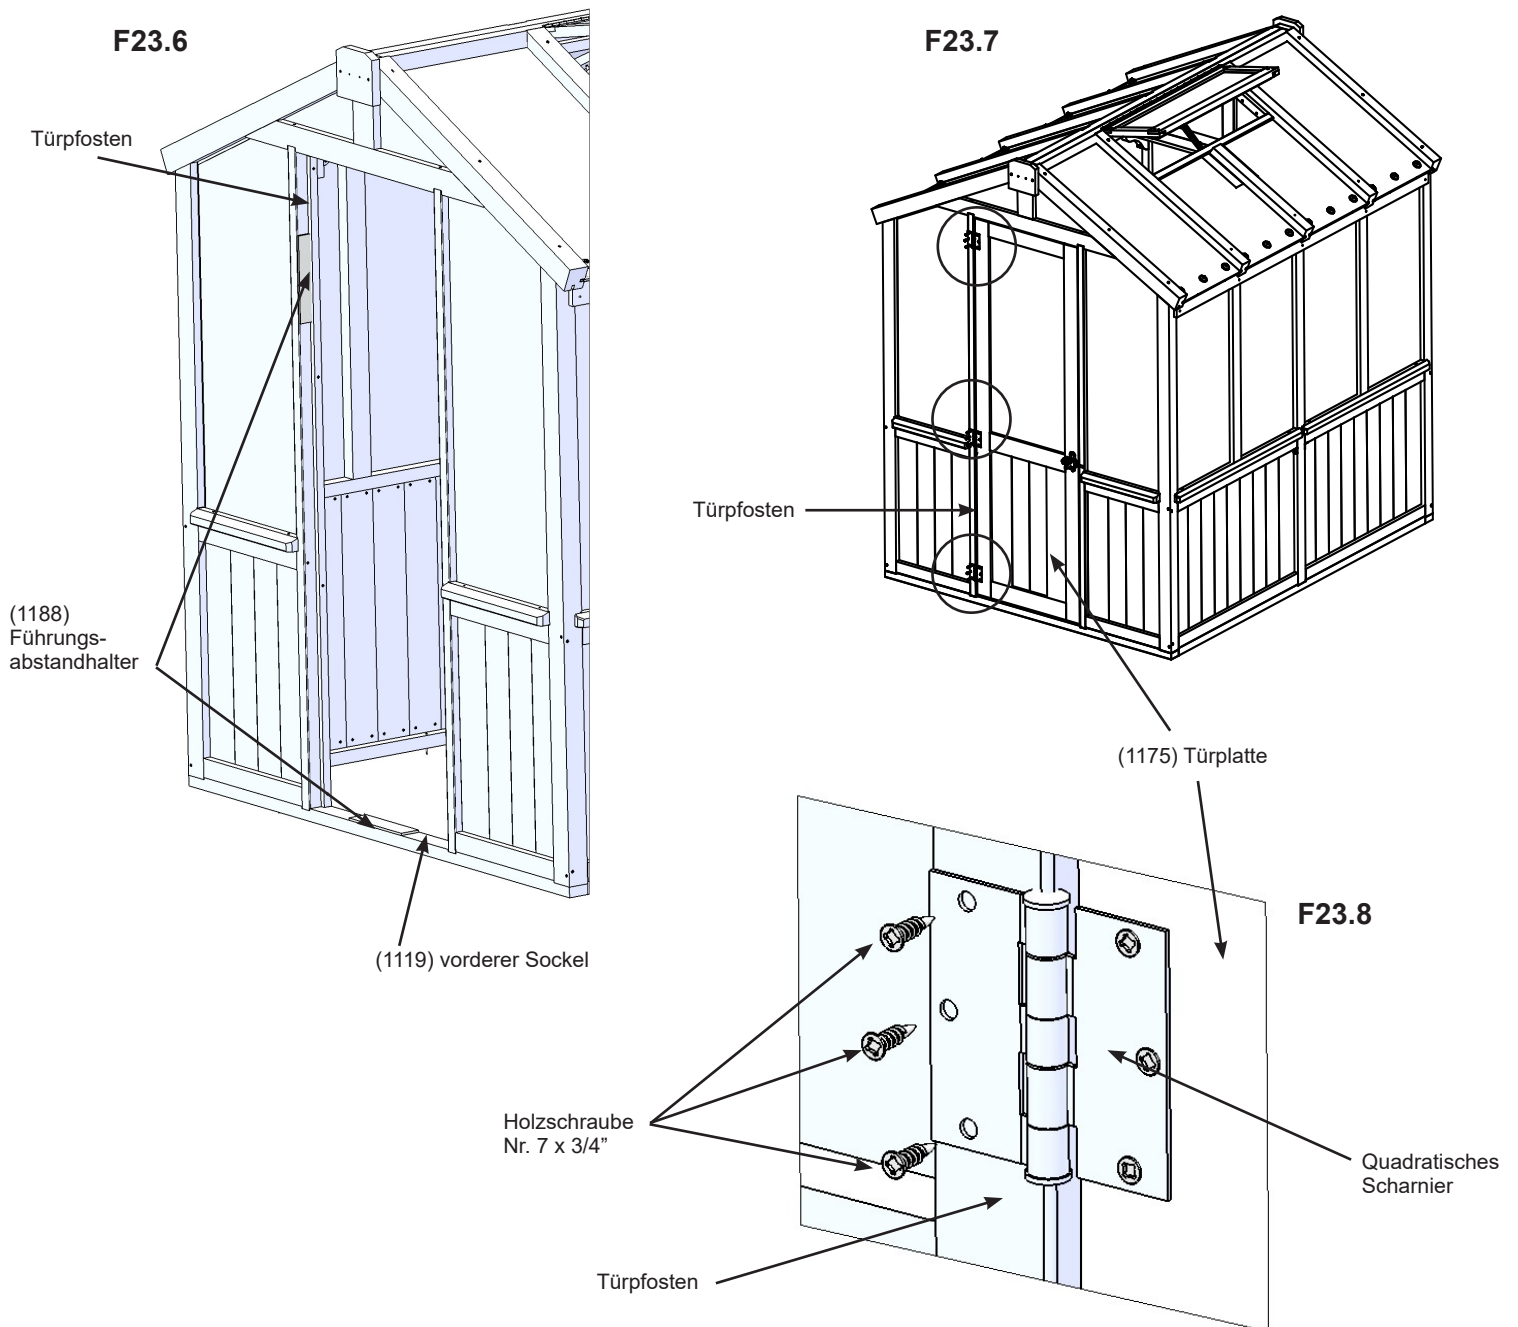 F23.6
Türpfosten
(1188)
Führungs-
abstandhalter
(1119) vorderer Sockel
F23.7
Türpfosten
(1175) Türplatte
F23.8
Holzschraube
Nr. 7 x 3/4”
Quadratisches
Scharnier
Türpfosten